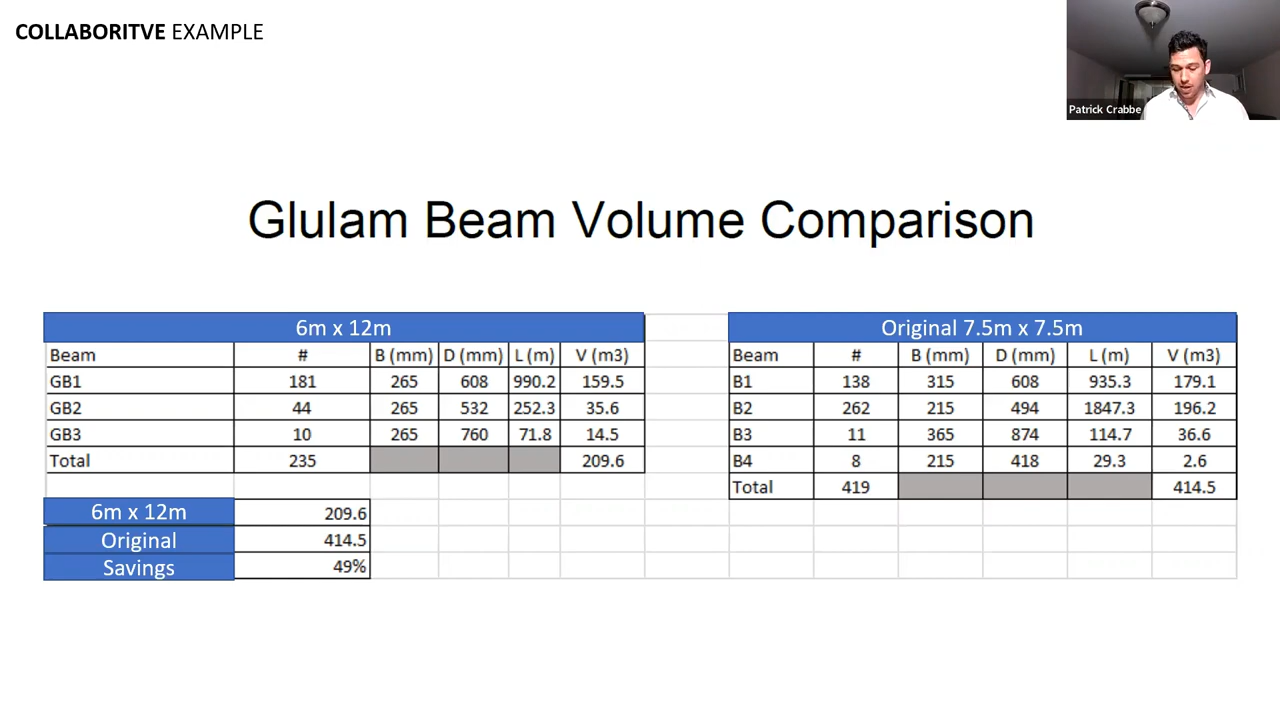 COLLABORITVE EXAMPLE
Patrick Crabbe
Glulam Beam Volume Comparison
6m x 12m
Beam # B (mm) D (mm) L (m) V (m3)
GB1 181 265 608 990.2 159.5
GB2 44 265 532 252.3 35.6
GB3 10 265 760 71.8 14.5
Total 235 209.6
6m x 12m 209.6
Original 414.5
Savings 49%
Original 7.5m x 7.5m
Beam # B (mm) D (mm) L (m) V (m3)
B1 138 315 608 935.3 179.1
B2 262 215 494 1847.3 196.2
B3 11 365 874 114.7 36.6
B4 8 215 418 29.3 2.6
Total 419 414.5